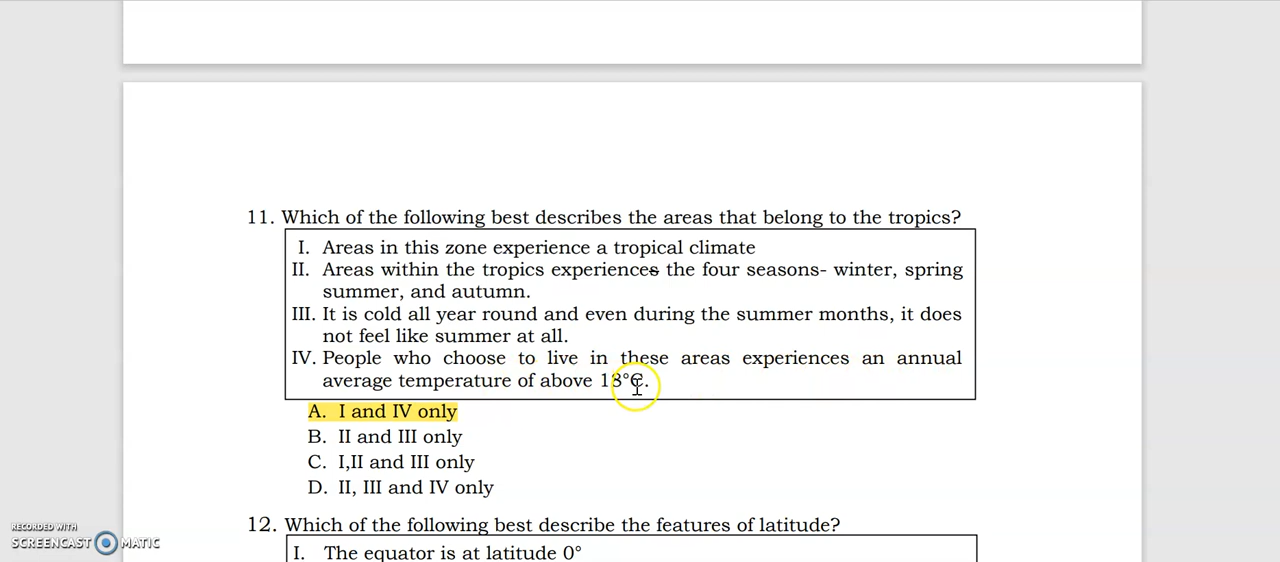 11. Which of the following best describes the areas that belong to the tropics?
I. Areas in this zone experience a tropical climate
II. Areas within the tropics experiences the four seasons- winter, spring
summer, and autumn.
III. It is cold all year round and even during the summer months, it does
not feel like summer at all.
IV. People who choose to live in these areas experiences an annual
average temperature of above 18°C.
A. I and IV only
B. II and III only
C. I,II and III only
D. II, III and IV only
12. Which of the following best describe the features of latitude?
I. The equator is at latitude 0°
RECORDED WITH
SCREENCAST MATIC